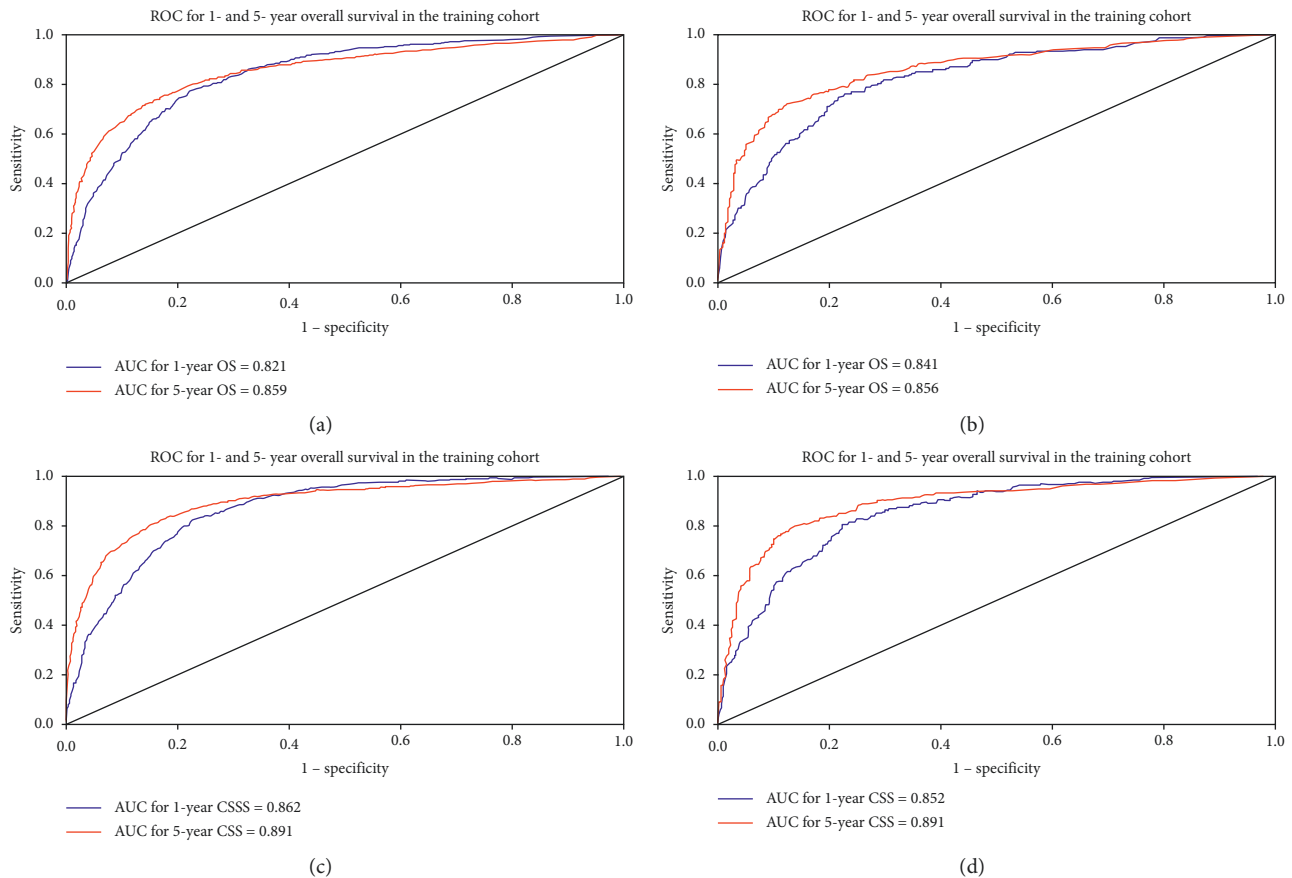 ROC for 1- and 5- year overall survival in the training cohort
1.0
0.8
0.6
0.4
0.2
0.0
Sensitivity
0.0 0.2 0.4 0.6 0.8 1.0
1 – specificity
AUC for 1-year OS = 0.821
AUC for 5-year OS = 0.859
(a)
ROC for 1- and 5- year overall survival in the training cohort
1.0
0.8
0.6
0.4
0.2
0.0
Sensitivity
0.0 0.2 0.4 0.6 0.8 1.0
1 – specificity
AUC for 1-year OS = 0.841
AUC for 5-year OS = 0.856
(b)
ROC for 1- and 5- year overall survival in the training cohort
1.0
0.8
0.6
0.4
0.2
0.0
Sensitivity
0.0 0.2 0.4 0.6 0.8 1.0
1 – specificity
AUC for 1-year CSSS = 0.862
AUC for 5-year CSS = 0.891
(c)
ROC for 1- and 5- year overall survival in the training cohort
1.0
0.8
0.6
0.4
0.2
0.0
Sensitivity
0.0 0.2 0.4 0.6 0.8 1.0
1 – specificity
AUC for 1-year CSS = 0.852
AUC for 5-year CSS = 0.891
(d)